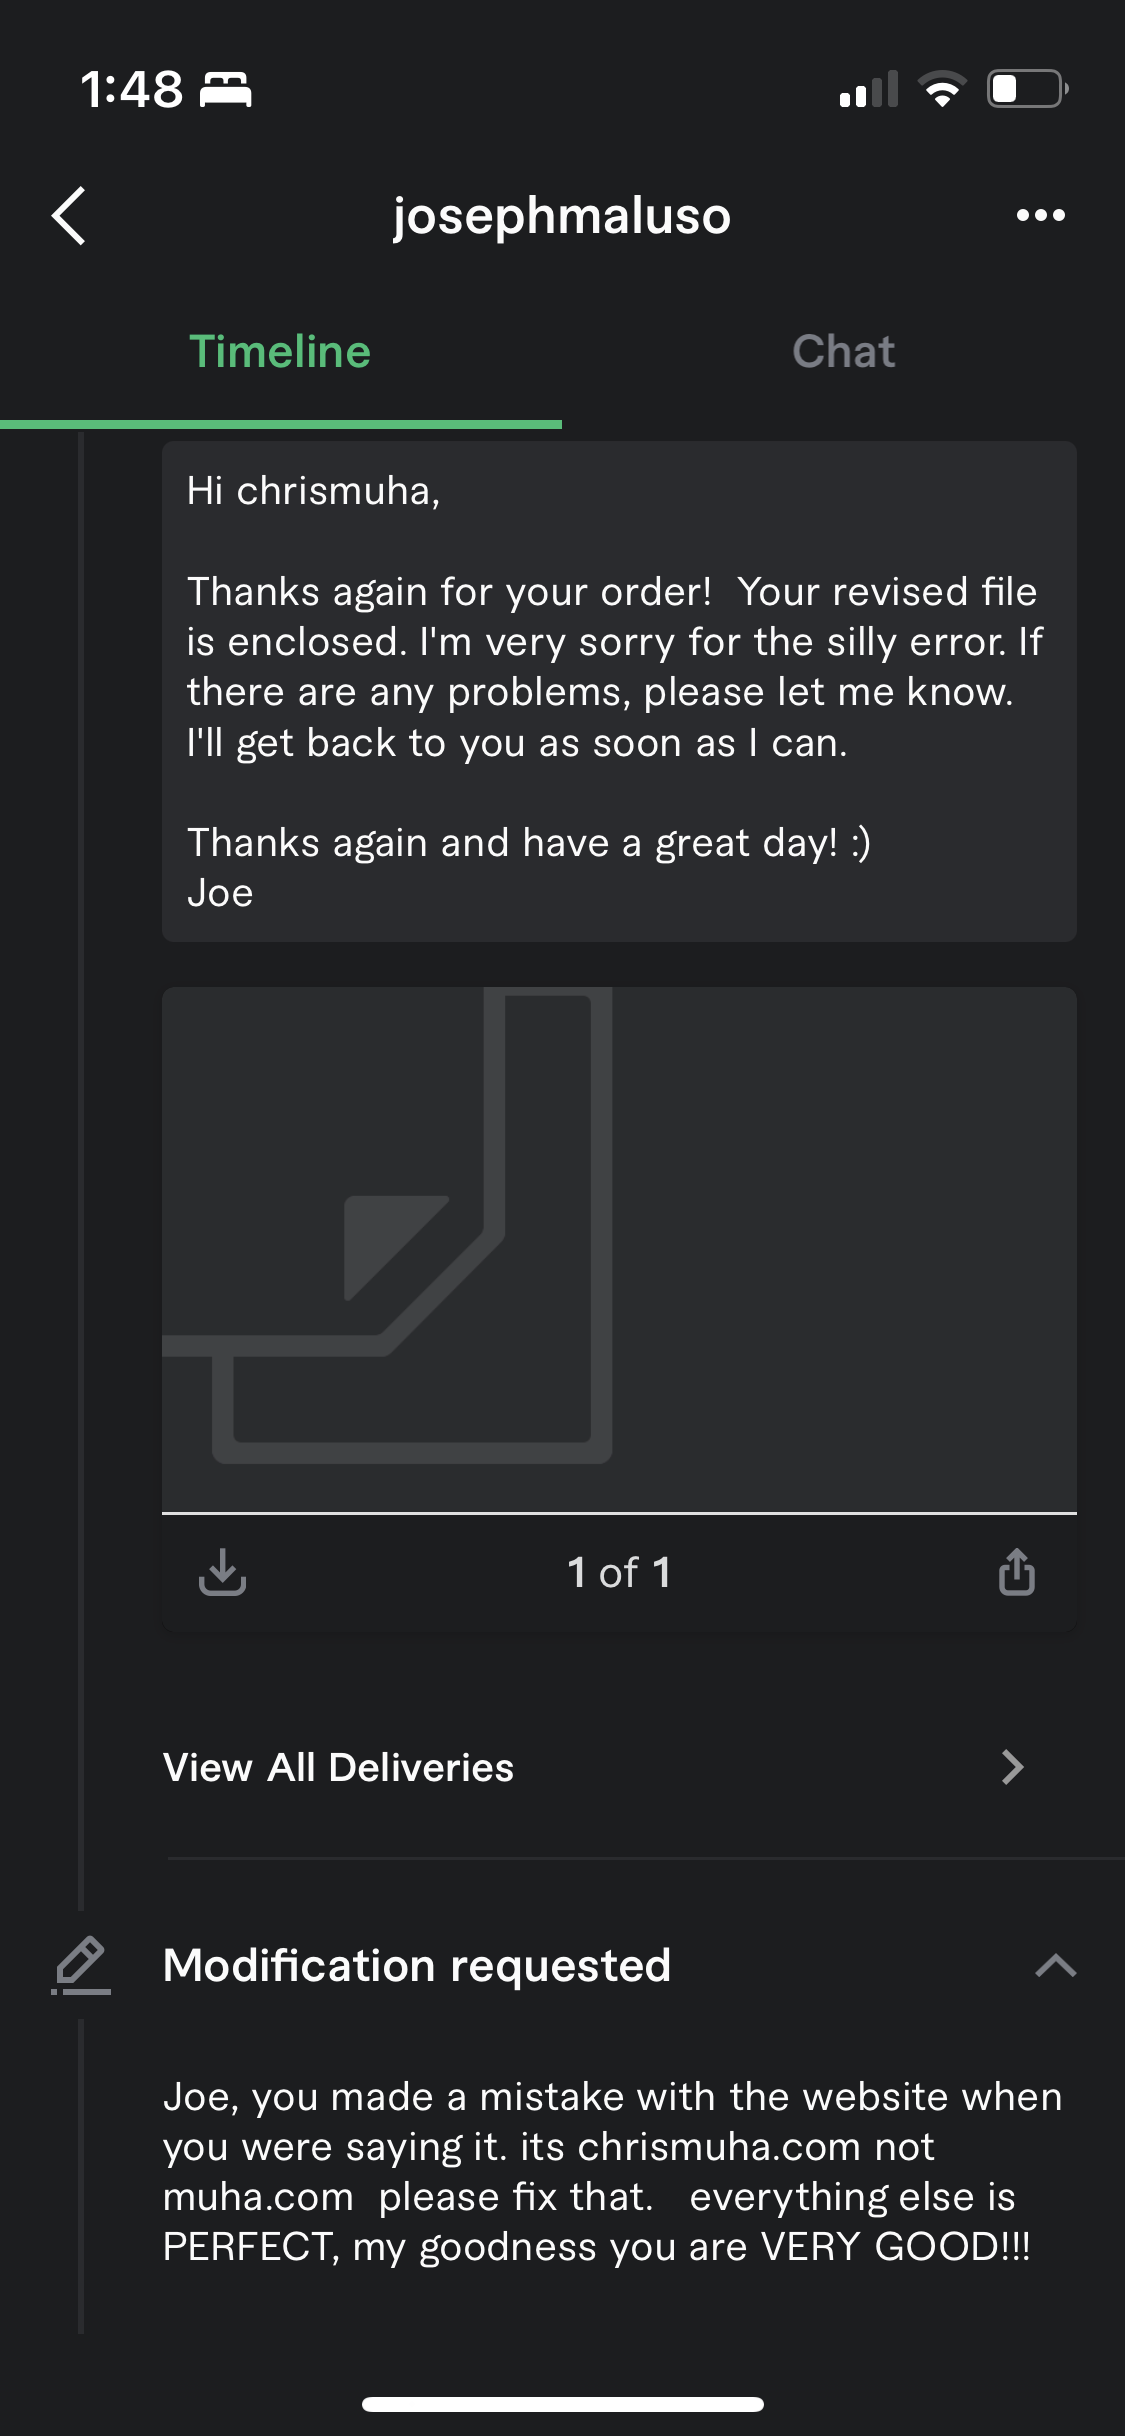 1:48
josephmaluso
Timeline
Chat
Hi chrismuha,
Thanks again for your order!  Your revised file
is enclosed. I'm very sorry for the silly error. If
there are any problems, please let me know.
I'll get back to you as soon as I can.
Thanks again and have a great day! :)
Joe
1 of 1
View All Deliveries
Modification requested
Joe, you made a mistake with the website when
you were saying it. its chrismuha.com not
muha.com  please fix that.   everything else is
PERFECT, my goodness you are VERY GOOD!!!